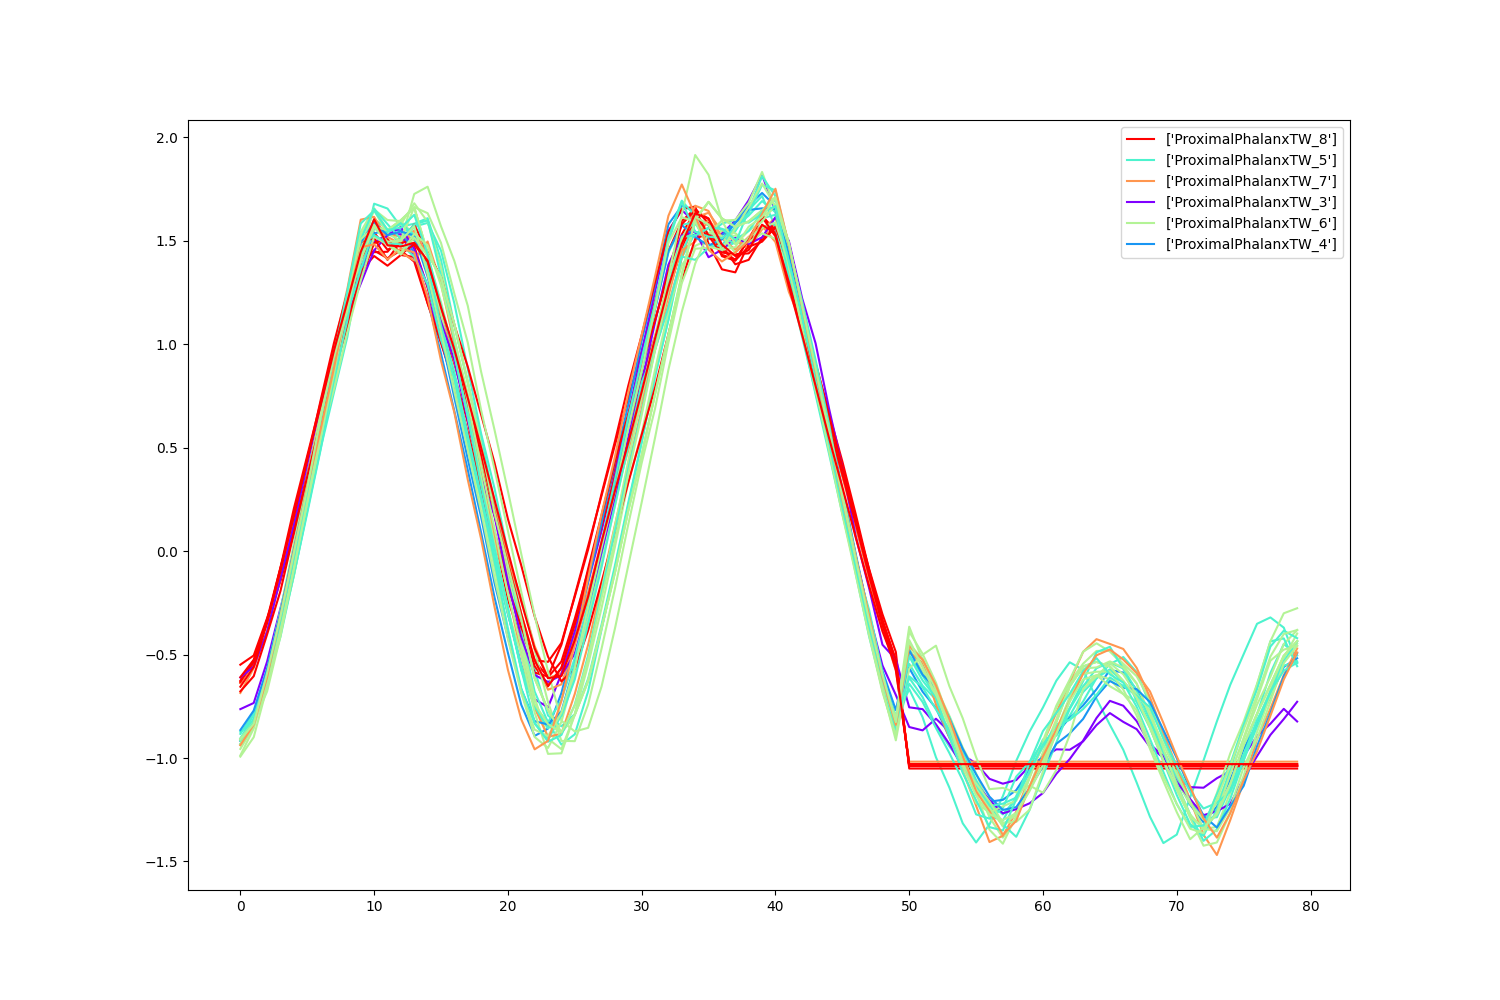 2.0
1.5
1.0
0.5
0.0
−0.5
−1.0
−1.5
0 10 20 30 40 50 60 70 80
['ProximalPhalanxTW_8']
['ProximalPhalanxTW_5']
['ProximalPhalanxTW_7']
['ProximalPhalanxTW_3']
['ProximalPhalanxTW_6']
['ProximalPhalanxTW_4']